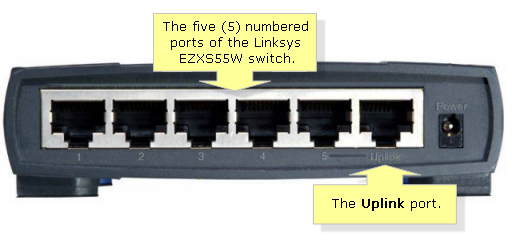 The five (5) numbered
ports of the Linksys
EZXS55W switch.
Power
1 2 3 4 5 Uplink
The Uplink port.